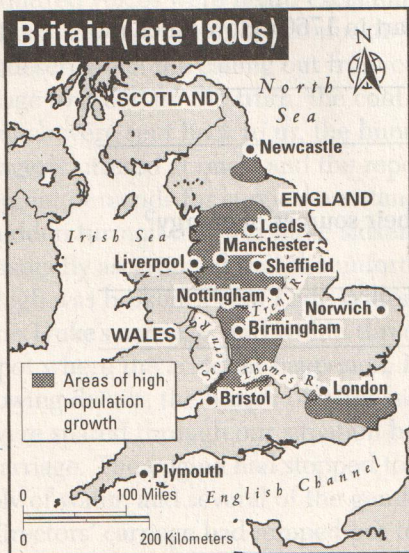 Britain (late 1800s)
N
SCOTLAND
North
Sea
Newcastle
ENGLAND
Irish Sea
Leeds
Manchester
Liverpool
Sheffield
Nottingham
Trent R.
Norwich
WALES
Severn R.
Birmingham
Areas of high
population
growth
Thames R.
London
Bristol
Plymouth
English Channel
0 100 Miles
0 200 Kilometers